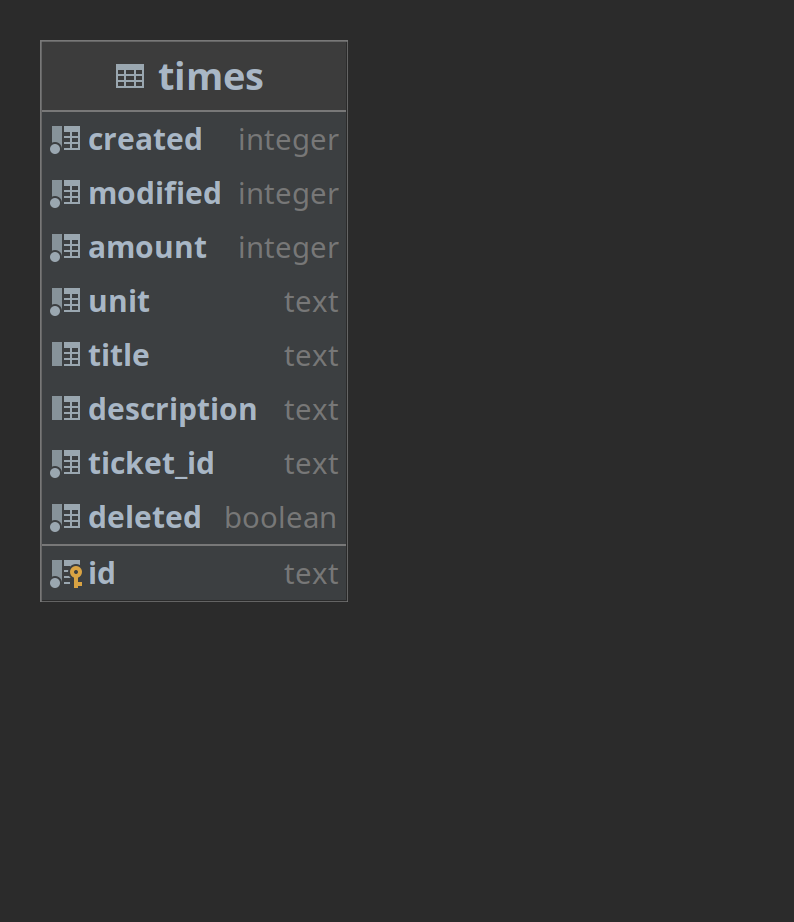 times
created integer
modified integer
amount integer
unit text
title text
description text
ticket_id text
deleted boolean
id text